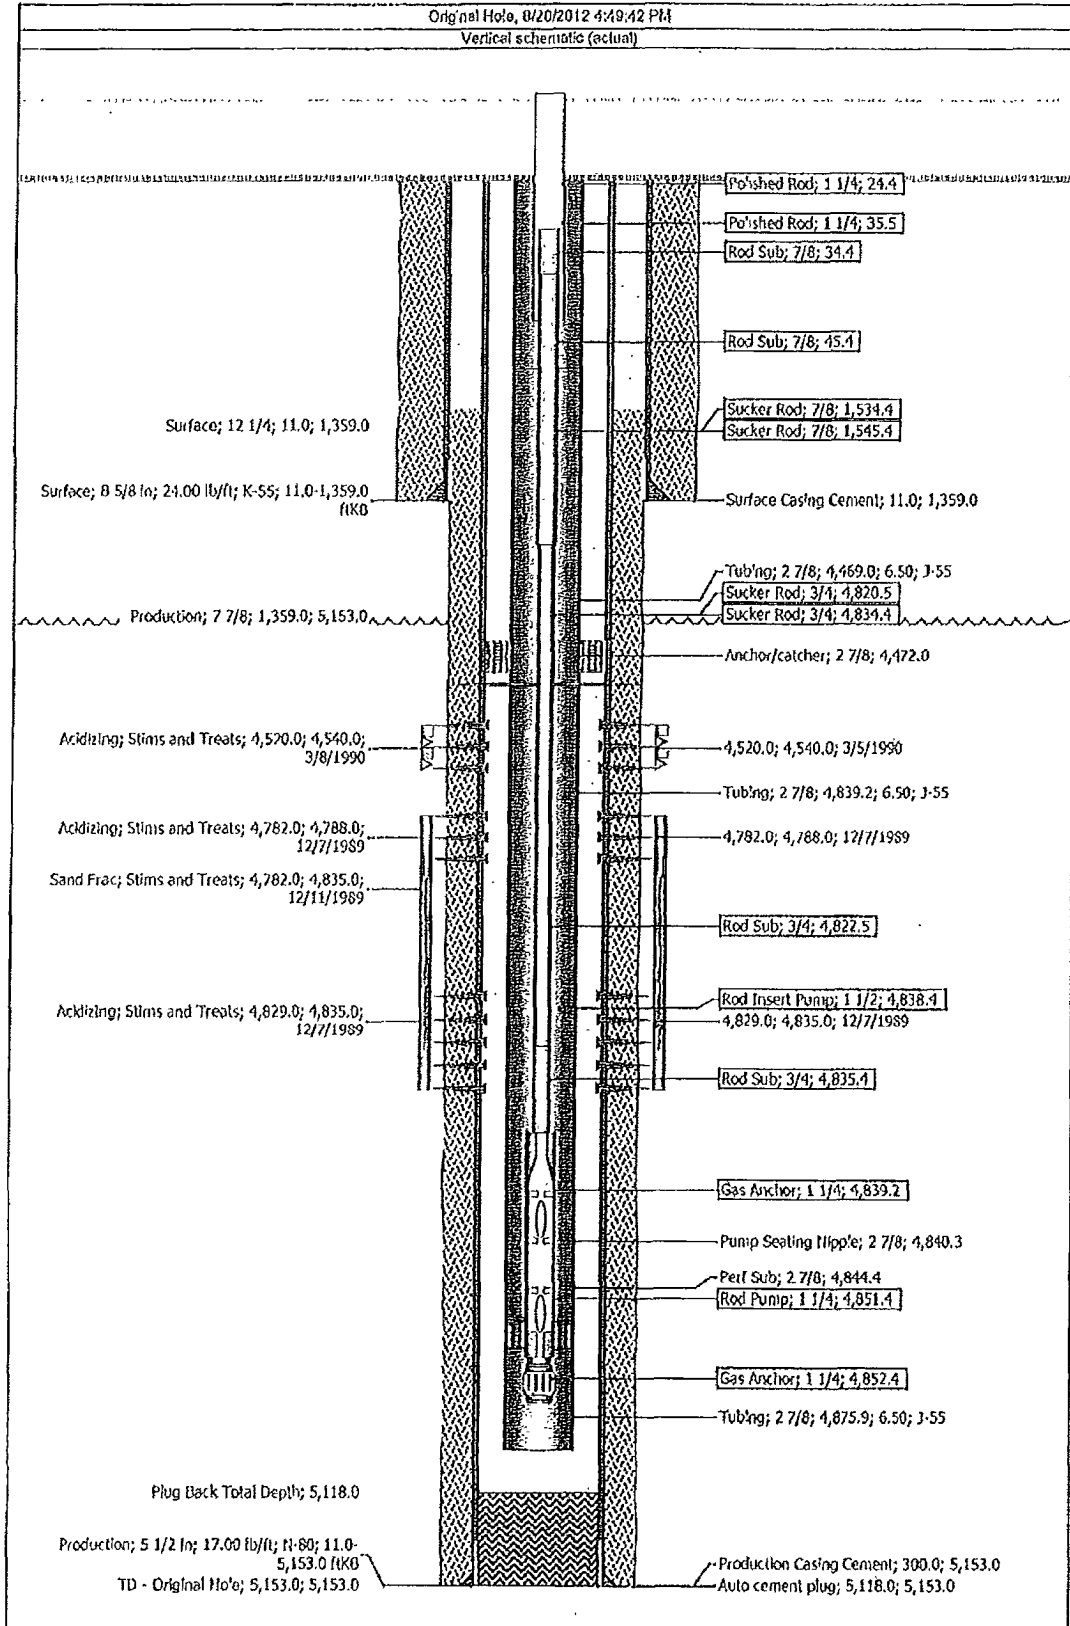 Original Hole, 8/20/2012 4:49:42 PM
Vertical schematic (actual)
Polished Rod; 1 1/4; 24.4
Polished Rod; 1 1/4; 35.5
Rod Sub; 7/8; 34.4
Rod Sub; 7/8; 45.4
Sucker Rod; 7/8; 1,534.4
Surface; 12 1/4; 11.0; 1,359.0
Sucker Rod; 7/8; 1,545.4
Surface; 8 5/8 in; 24.00 lb/ft; K-55; 11.0-1,359.0
ftKB
Surface Casing Cement; 11.0; 1,359.0
Tubing; 2 7/8; 4,469.0; 6.50; J-55
Sucker Rod; 3/4; 4,820.5
Production; 7 7/8; 1,359.0; 5,153.0
Sucker Rod; 3/4; 4,834.4
Anchor/catcher; 2 7/8; 4,472.0
Acidizing; Stims and Treats; 4,520.0; 4,540.0;
3/8/1990
4,520.0; 4,540.0; 3/5/1990
Tubing; 2 7/8; 4,839.2; 6.50; J-55
Acidizing; Stims and Treats; 4,782.0; 4,788.0;
12/7/1989
4,782.0; 4,788.0; 12/7/1989
Sand Frac; Stims and Treats; 4,782.0; 4,835.0;
12/11/1989
Rod Sub; 3/4; 4,822.5
Rod Insert Pump; 1 1/2; 4,838.4
Acidizing; Stims and Treats; 4,829.0; 4,835.0;
12/7/1989
4,829.0; 4,835.0; 12/7/1989
Rod Sub; 3/4; 4,835.4
Gas Anchor; 1 1/4; 4,839.2
Pump Seating Nipple; 2 7/8; 4,840.3
Perf Sub; 2 7/8; 4,844.4
Rod Pump; 1 1/4; 4,851.4
Gas Anchor; 1 1/4; 4,852.4
Tubing; 2 7/8; 4,875.9; 6.50; J-55
Plug Back Total Depth; 5,118.0
Production; 5 1/2 in; 17.00 lb/ft; N-80; 11.0-
5,153.0 ftKB
Production Casing Cement; 300.0; 5,153.0
TD - Original Hole; 5,153.0; 5,153.0
Auto cement plug; 5,118.0; 5,153.0